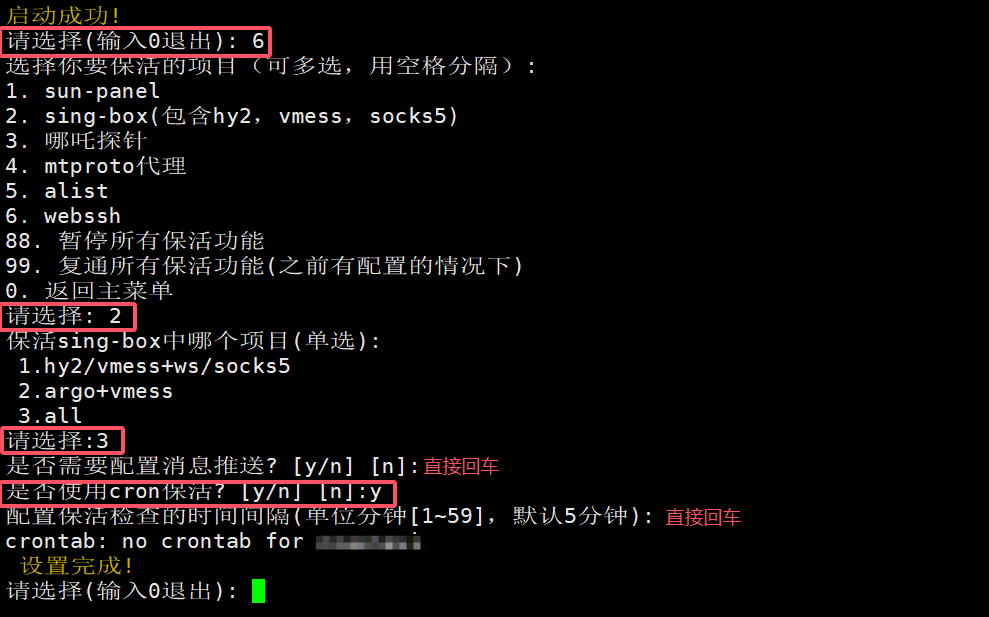 启动成功!
请选择(输入0退出): 6
选择你要保活的项目（可多选，用空格分隔）:
1. sun-panel
2. sing-box(包含hy2，vmess，socks5)
3. 哪吒探针
4. mtproto代理
5. alist
6. webssh
88. 暂停所有保活功能
99. 复通所有保活功能(之前有配置的情况下)
0. 返回主菜单
请选择: 2
保活sing-box中哪个项目(单选):
1.hy2/vmess+ws/socks5
2.argo+vmess
3.all
请选择:3
是否需要配置消息推送? [y/n] [n]:直接回车
是否使用cron保活? [y/n] [n]:y
配置保活检查的时间间隔(单位分钟[1~59]，默认5分钟): 直接回车
crontab: no crontab for
设置完成!
请选择(输入0退出):